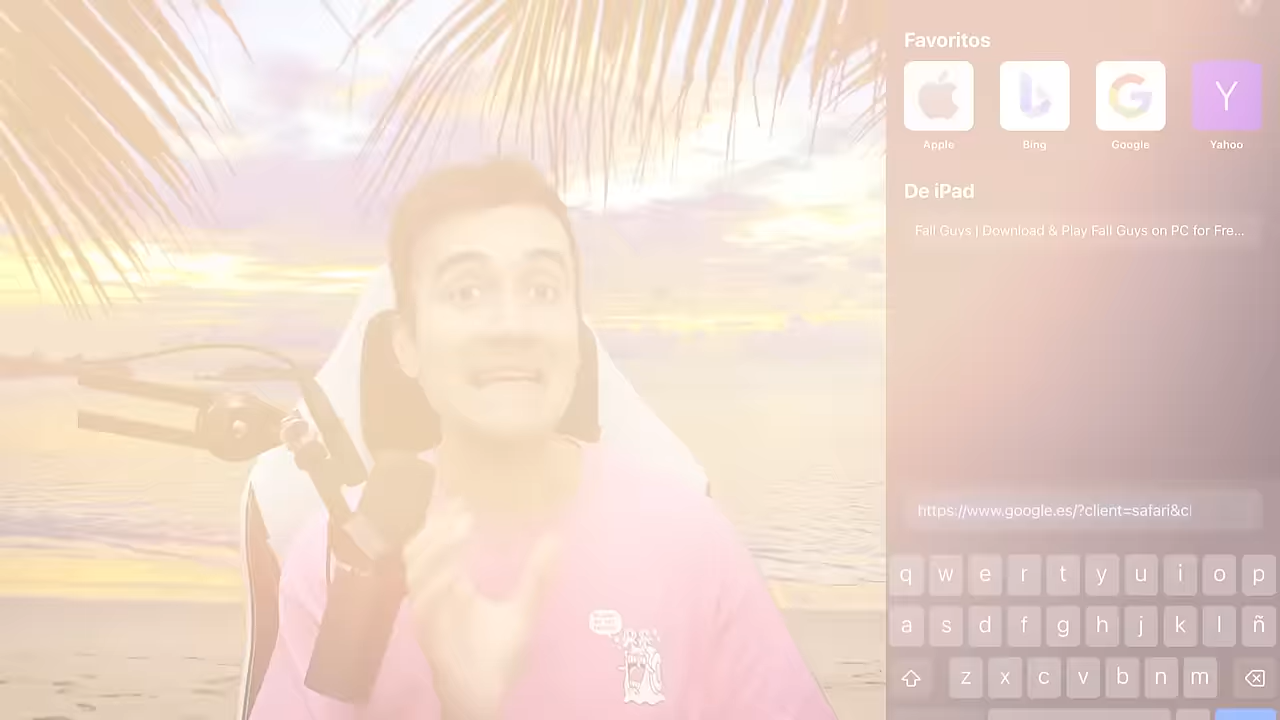 Favoritos
Y
Apple
Bing
Google
Yahoo
De iPad
Fall Guys | Download & Play Fall Guys on PC for Fre...
https://www.google.es/?client=safari&cl
q w e r t y u i o p
a s d f g h j k l ñ
z x c v b n m